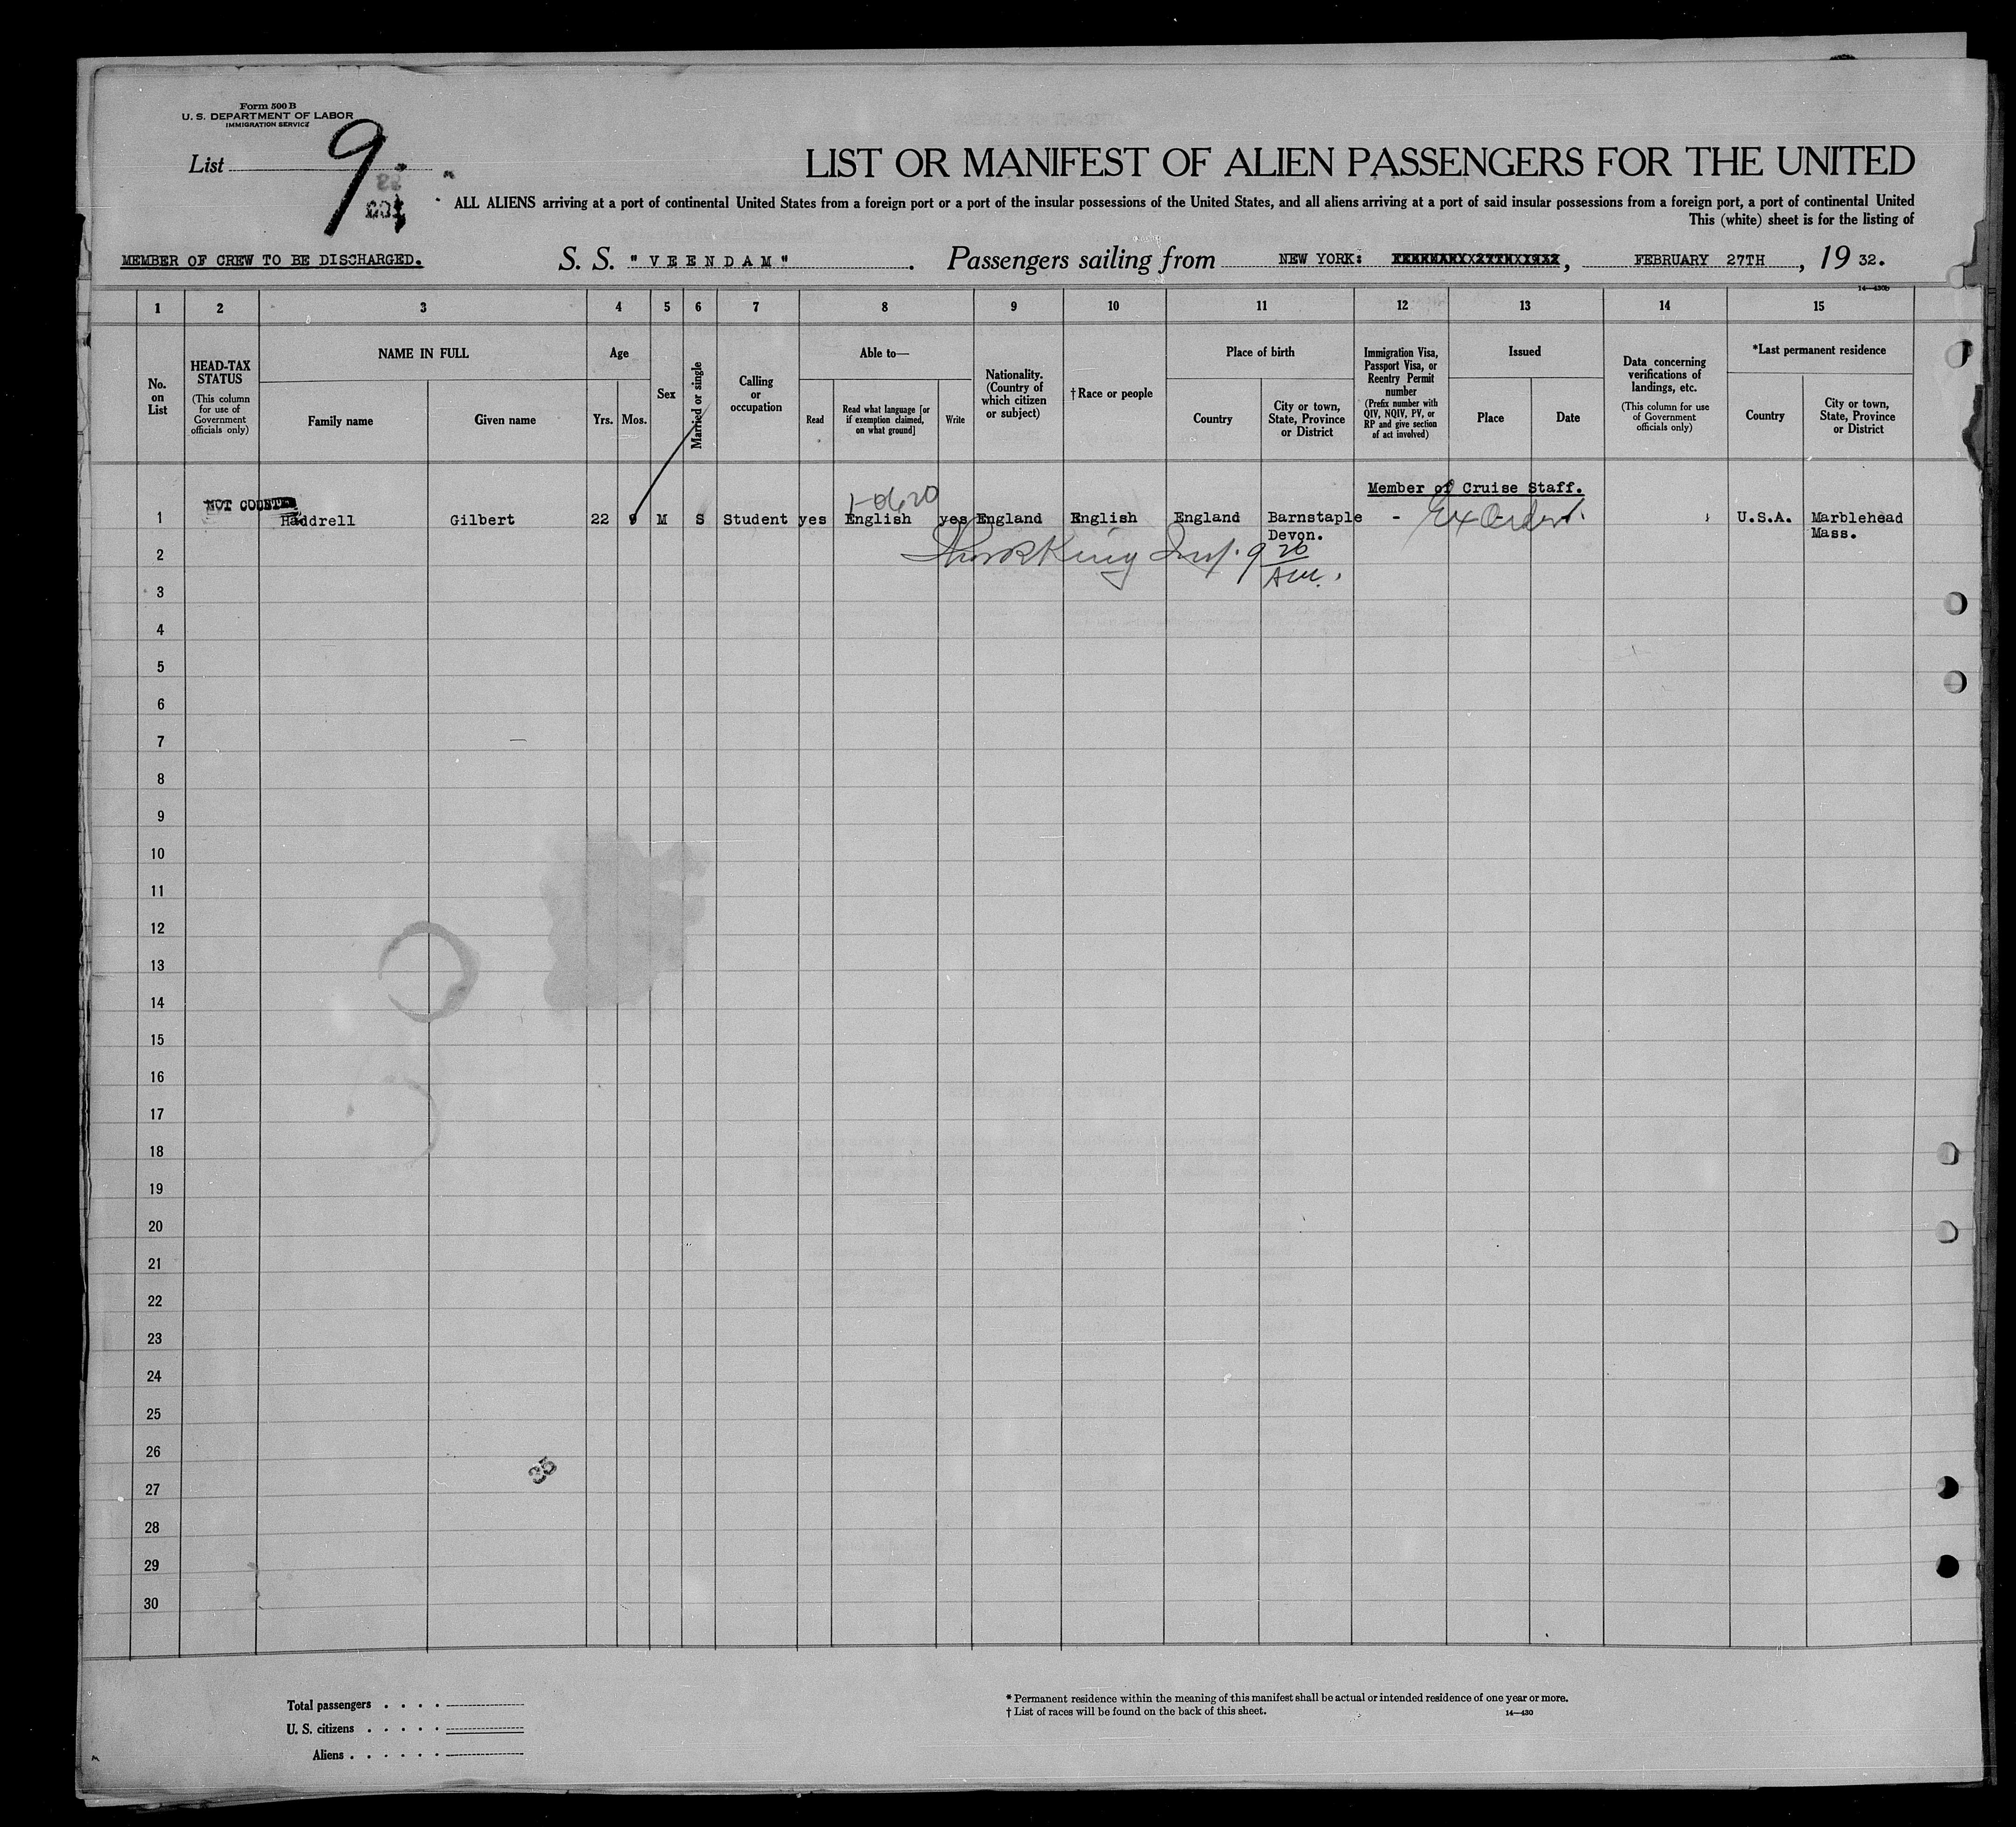 Form 500 B
U. S. DEPARTMENT OF LABOR
IMMIGRATION SERVICE
List 9
LIST OR MANIFEST OF ALIEN PASSENGERS FOR THE UNITED
ALL ALIENS arriving at a port of continental United States from a foreign port or a port of the insular possessions of the United States, and all aliens arriving at a port of said insular possessions from a foreign port, a port of continental United
This (white) sheet is for the listing of
MEMBER OF CREW TO BE DISCHARGED. S. S. "VEENDAM". Passengers sailing from NEW YORK: FEBRUARY 27TH 1932, FEBRUARY 27TH, 19 32.
14—430b
1 2 3 4 5 6 7 8 9 10 11 12 13 14 15
No. on List
HEAD-TAX STATUS
(This column for use of Government officials only)
NAME IN FULL
Family name
Given name
Age
Yrs.
Mos.
Sex
Married or single
Calling or occupation
Able to—
Read
Read what language [or if exemption claimed, on what ground]
Write
Nationality. (Country of which citizen or subject)
† Race or people
Place of birth
Country
City or town, State, Province or District
Immigration Visa, Passport Visa, or Reentry Permit number
(Prefix number with QIV, NQIV, PV, or RP and give section of act involved)
Issued
Place
Date
Data concerning verifications of landings, etc.
(This column for use of Government officials only)
*Last permanent residence
Country
City or town, State, Province or District
Member of Cruise Staff.
NOT COUNTED
1 Haddrell Gilbert 22 9 M S Student yes English yes England English England Barnstaple - - U.S.A. Marblehead
Devon. Mass.
2 King Insp. 9 20
AM.
3
4
5
6
7
8
9
10
11
12
13
14
15
16
17
18
19
20
21
22
23
24
25
26
35
27
28
29
30
Total passengers . . . .
U. S. citizens . . . . .
Aliens . . . . . .
* Permanent residence within the meaning of this manifest shall be actual or intended residence of one year or more.
† List of races will be found on the back of this sheet.
14—430